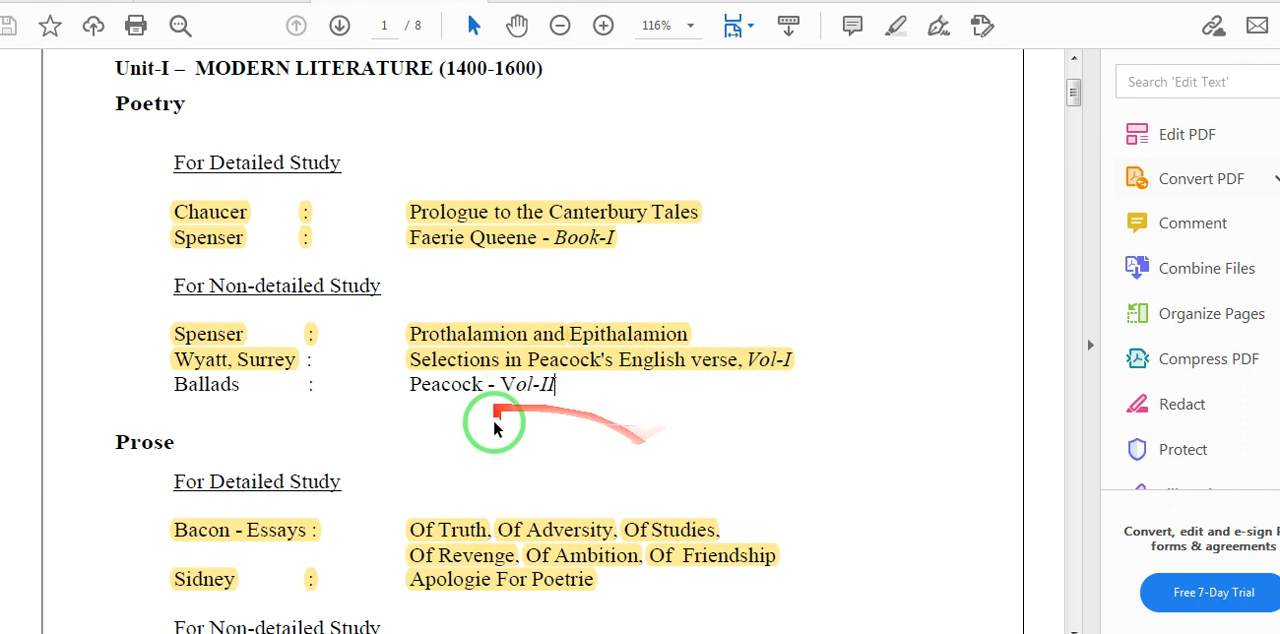 1 / 8
116%
Unit-I – MODERN LITERATURE (1400-1600)
Poetry
For Detailed Study
Chaucer : Prologue to the Canterbury Tales
Spenser : Faerie Queene - Book-I
For Non-detailed Study
Spenser : Prothalamion and Epithalamion
Wyatt, Surrey : Selections in Peacock's English verse, Vol-I
Ballads : Peacock - Vol-II
Prose
For Detailed Study
Bacon - Essays : Of Truth, Of Adversity, Of Studies,
Of Revenge, Of Ambition, Of Friendship
Sidney : Apologie For Poetrie
For Non-detailed Study
Search 'Edit Text'
Edit PDF
Convert PDF
Comment
Combine Files
Organize Pages
Compress PDF
Redact
Protect
Convert, edit and e-sign
forms & agreements
Free 7-Day Trial